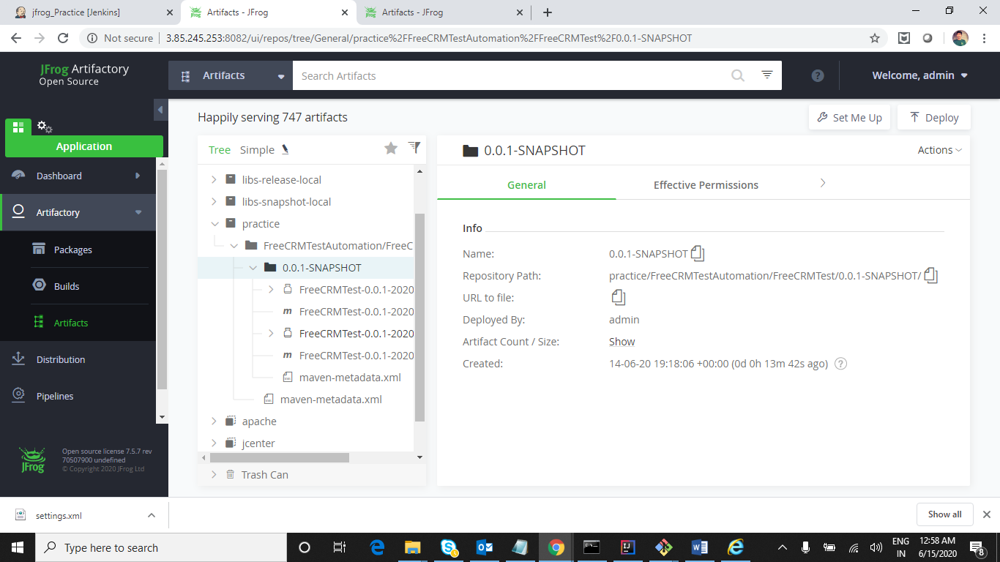 jfrog_Practice [Jenkins]
Artifacts - JFrog
Artifacts - JFrog
Not secure
3.85.245.253:8082/ui/repos/tree/General/practice%2FFreeCRMTestAutomation%2FFreeCRMTest%2F0.0.1-SNAPSHOT
JFrog Artifactory
Open Source
Artifacts
Search Artifacts
?
Welcome, admin
Happily serving 747 artifacts
Set Me Up
Deploy
Application
Dashboard
Artifactory
Packages
Builds
Artifacts
Distribution
Pipelines
JFrog
Open source license 7.5.7 rev
70507900 undefined
© Copyright 2020 JFrog Ltd
Tree
Simple
libs-release-local
libs-snapshot-local
practice
FreeCRMTestAutomation/FreeC
0.0.1-SNAPSHOT
FreeCRMTest-0.0.1-2020
m FreeCRMTest-0.0.1-2020
FreeCRMTest-0.0.1-2020
m FreeCRMTest-0.0.1-2020
maven-metadata.xml
maven-metadata.xml
apache
jcenter
Trash Can
0.0.1-SNAPSHOT
Actions
General
Effective Permissions
Info
Name: 0.0.1-SNAPSHOT
Repository Path: practice/FreeCRMTestAutomation/FreeCRMTest/0.0.1-SNAPSHOT/
URL to file:
Deployed By: admin
Artifact Count / Size: Show
Created: 14-06-20 19:18:06 +00:00 (0d 0h 13m 42s ago) ?
settings.xml
Show all
Type here to search
ENG
IN
12:58 AM
6/15/2020
8